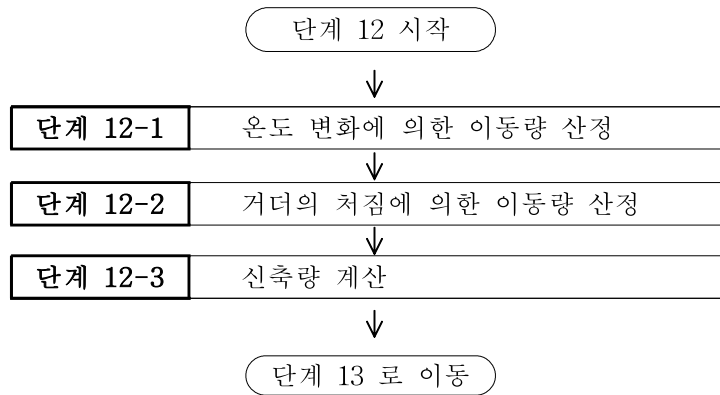 단계 12 시작
단계 12-1 온도 변화에 의한 이동량 산정
단계 12-2 거더의 처짐에 의한 이동량 산정
단계 12-3 신축량 계산
단계 13 로 이동